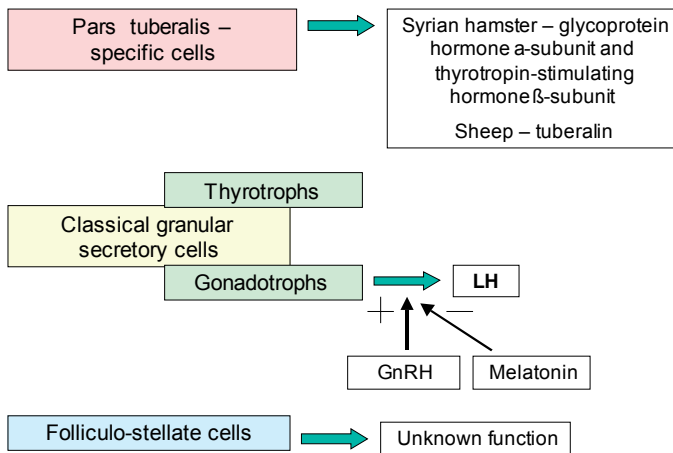 Pars tuberalis –
specific cells
Syrian hamster – glycoprotein
hormone a-subunit and
thyrotropin-stimulating
hormone ß-subunit
Sheep – tuberalin
Thyrotrophs
Classical granular
secretory cells
Gonadotrophs
LH
+
–
GnRH
Melatonin
Folliculo-stellate cells
Unknown function